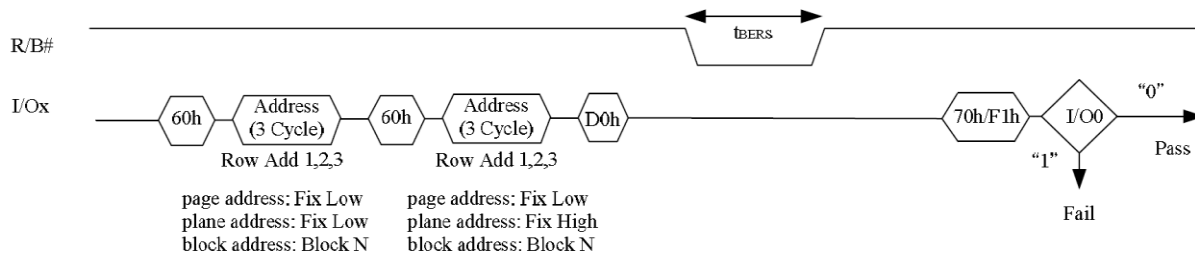 R/B#
tBERS
I/Ox
60h
Address
(3 Cycle)
60h
Address
(3 Cycle)
D0h
70h/F1h
I/O0
“0”
“1”
Pass
Fail
Row Add 1,2,3
Row Add 1,2,3
page address: Fix Low
plane address: Fix Low
block address: Block N
page address: Fix Low
plane address: Fix High
block address: Block N